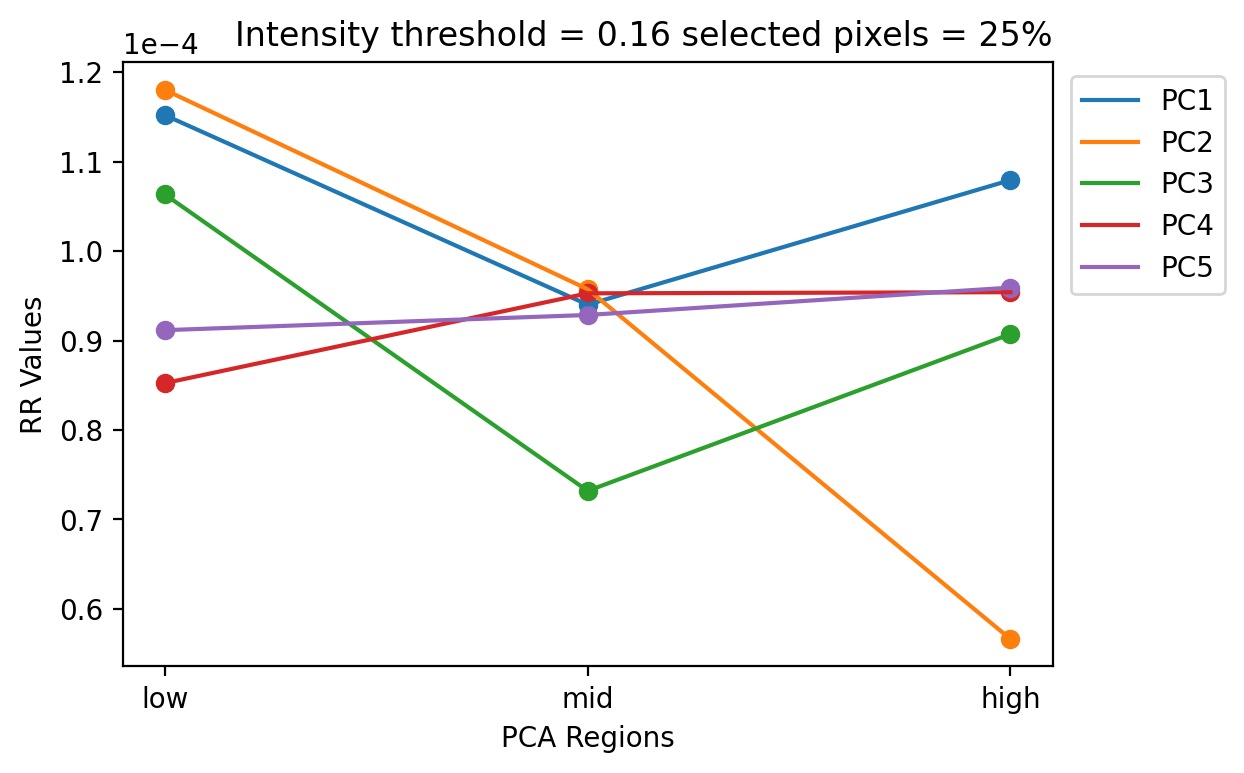 1e−4
Intensity threshold = 0.16 selected pixels = 25%
1.2
1.1
1.0
0.9
0.8
0.7
0.6
RR Values
low
mid
high
PCA Regions
PC1
PC2
PC3
PC4
PC5